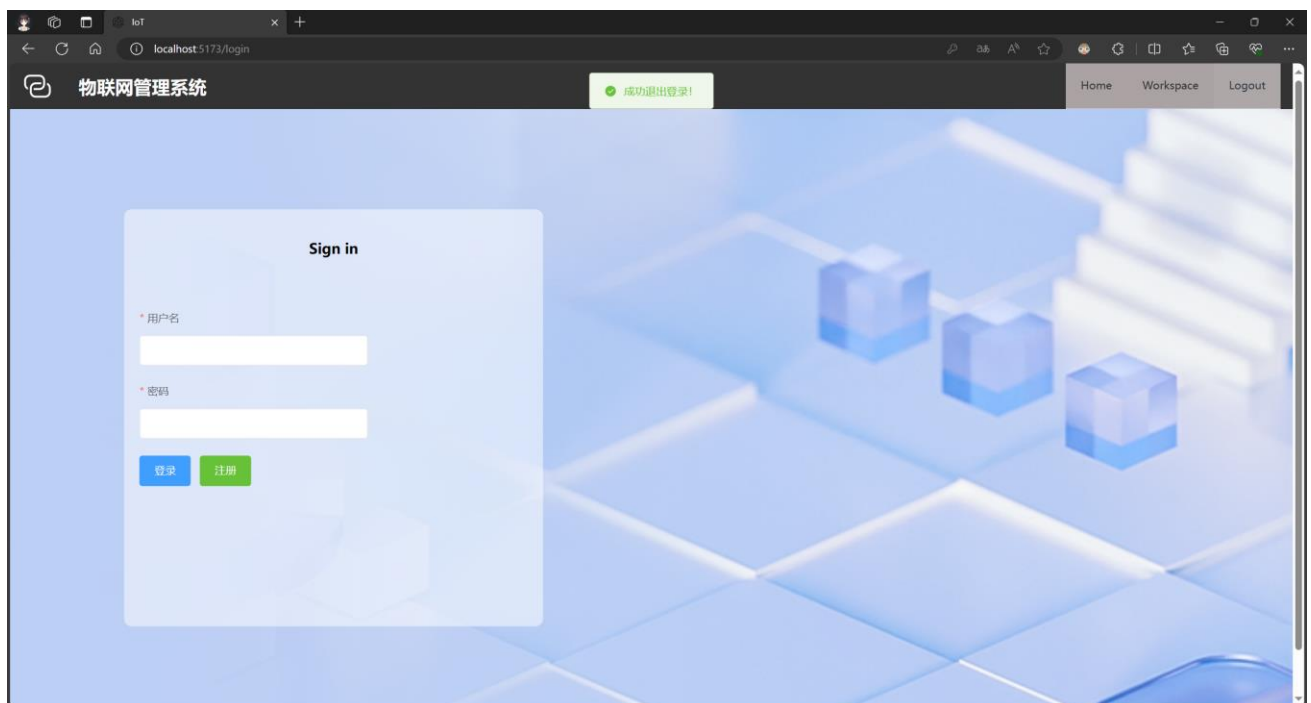 IoT
localhost:5173/login
物联网管理系统
成功退出登录!
Home Workspace Logout
Sign in
* 用户名
* 密码
登录 注册